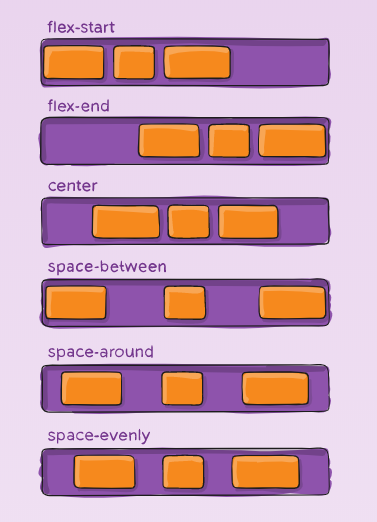 flex-start
flex-end
center
space-between
space-around
space-evenly